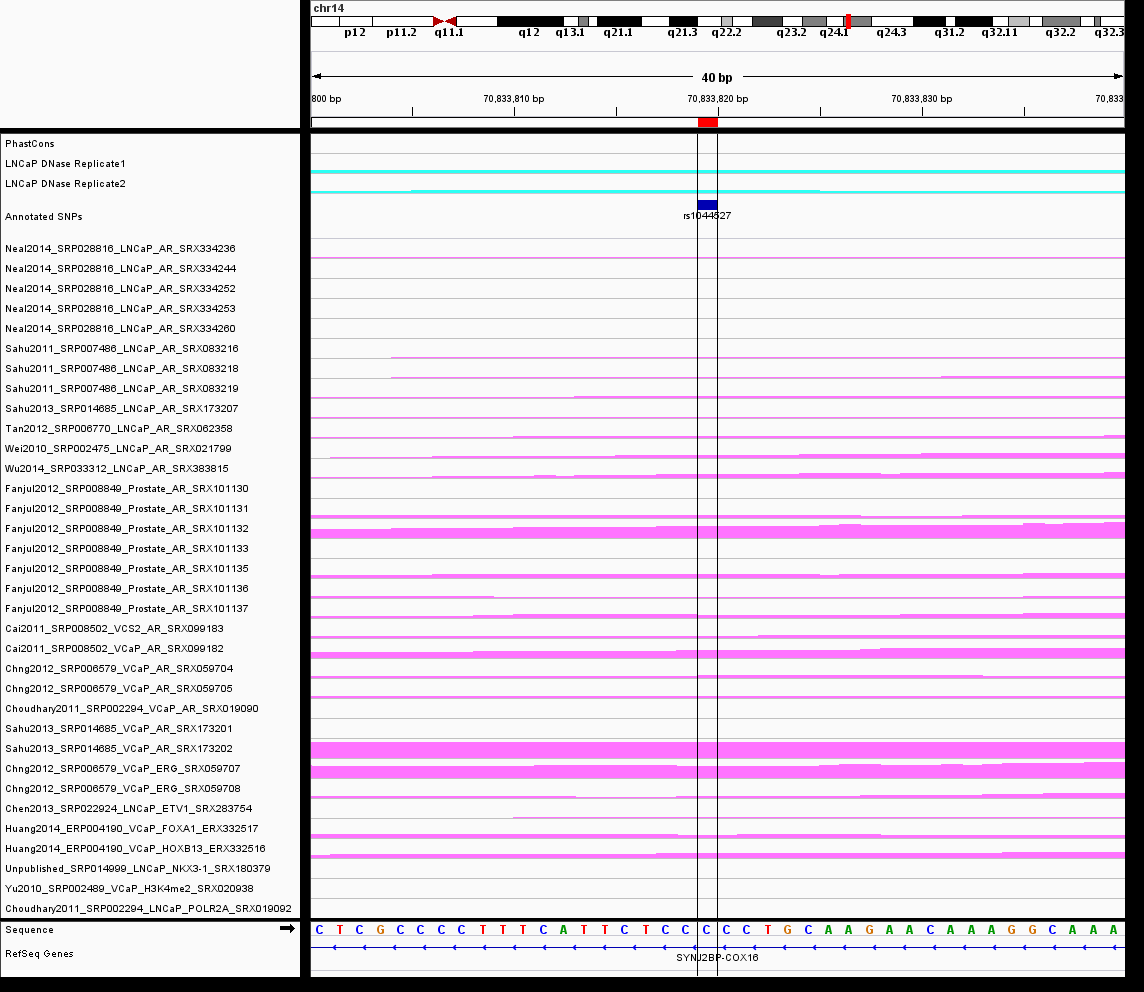 chr14
p12 p11.2 q11.1 q12 q13.1 q21.1 q21.3 q22.2 q23.2 q24.1 q24.3 q31.2 q32.11 q32.2 q32.3
40 bp
800 bp 70,833,810 bp 70,833,820 bp 70,833,830 bp 70,833
PhastCons
LNCaP DNase Replicate1
LNCaP DNase Replicate2
Annotated SNPs
rs1044527
Neal2014_SRP028816_LNCaP_AR_SRX334236
Neal2014_SRP028816_LNCaP_AR_SRX334244
Neal2014_SRP028816_LNCaP_AR_SRX334252
Neal2014_SRP028816_LNCaP_AR_SRX334253
Neal2014_SRP028816_LNCaP_AR_SRX334260
Sahu2011_SRP007486_LNCaP_AR_SRX083216
Sahu2011_SRP007486_LNCaP_AR_SRX083218
Sahu2011_SRP007486_LNCaP_AR_SRX083219
Sahu2013_SRP014685_LNCaP_AR_SRX173207
Tan2012_SRP006770_LNCaP_AR_SRX062358
Wei2010_SRP002475_LNCaP_AR_SRX021799
Wu2014_SRP033312_LNCaP_AR_SRX383815
Fanjul2012_SRP008849_Prostate_AR_SRX101130
Fanjul2012_SRP008849_Prostate_AR_SRX101131
Fanjul2012_SRP008849_Prostate_AR_SRX101132
Fanjul2012_SRP008849_Prostate_AR_SRX101133
Fanjul2012_SRP008849_Prostate_AR_SRX101135
Fanjul2012_SRP008849_Prostate_AR_SRX101136
Fanjul2012_SRP008849_Prostate_AR_SRX101137
Cai2011_SRP008502_VCS2_AR_SRX099183
Cai2011_SRP008502_VCaP_AR_SRX099182
Chng2012_SRP006579_VCaP_AR_SRX059704
Chng2012_SRP006579_VCaP_AR_SRX059705
Choudhary2011_SRP002294_VCaP_AR_SRX019090
Sahu2013_SRP014685_VCaP_AR_SRX173201
Sahu2013_SRP014685_VCaP_AR_SRX173202
Chng2012_SRP006579_VCaP_ERG_SRX059707
Chng2012_SRP006579_VCaP_ERG_SRX059708
Chen2013_SRP022924_LNCaP_ETV1_SRX283754
Huang2014_ERP004190_VCaP_FOXA1_ERX332517
Huang2014_ERP004190_VCaP_HOXB13_ERX332516
Unpublished_SRP014999_LNCaP_NKX3-1_SRX180379
Yu2010_SRP002489_VCaP_H3K4me2_SRX020938
Choudhary2011_SRP002294_LNCaP_POLR2A_SRX019092
Sequence C T C G C C C C T T T C A T T C T C C C C C T G C A A G A A C A A A G G C A A A
RefSeq Genes
SYNJ2BP-COX16